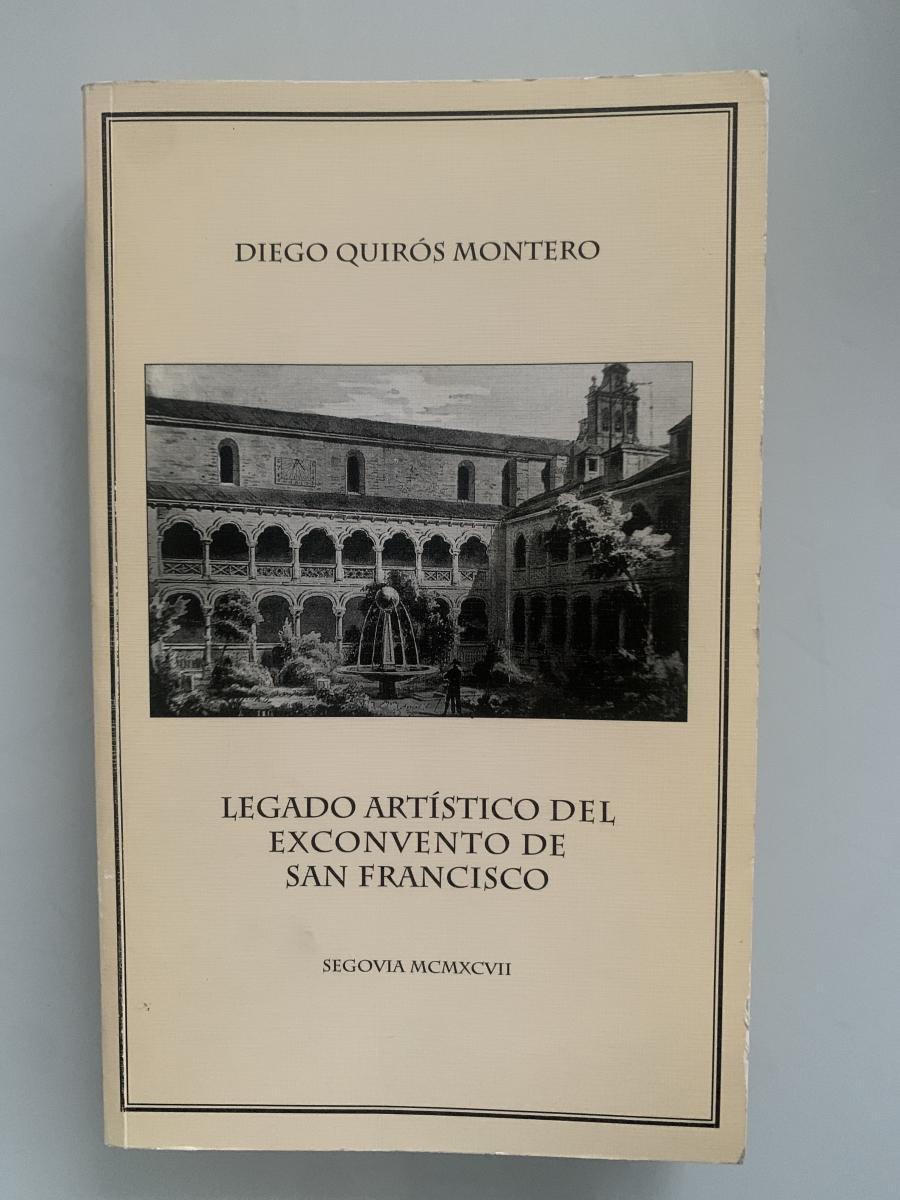 DIEGO QUIRÓS MONTERO
LEGADO ARTÍSTICO DEL
EXCONVENTO DE
SAN FRANCISCO
SEGOVIA MCMXCVII